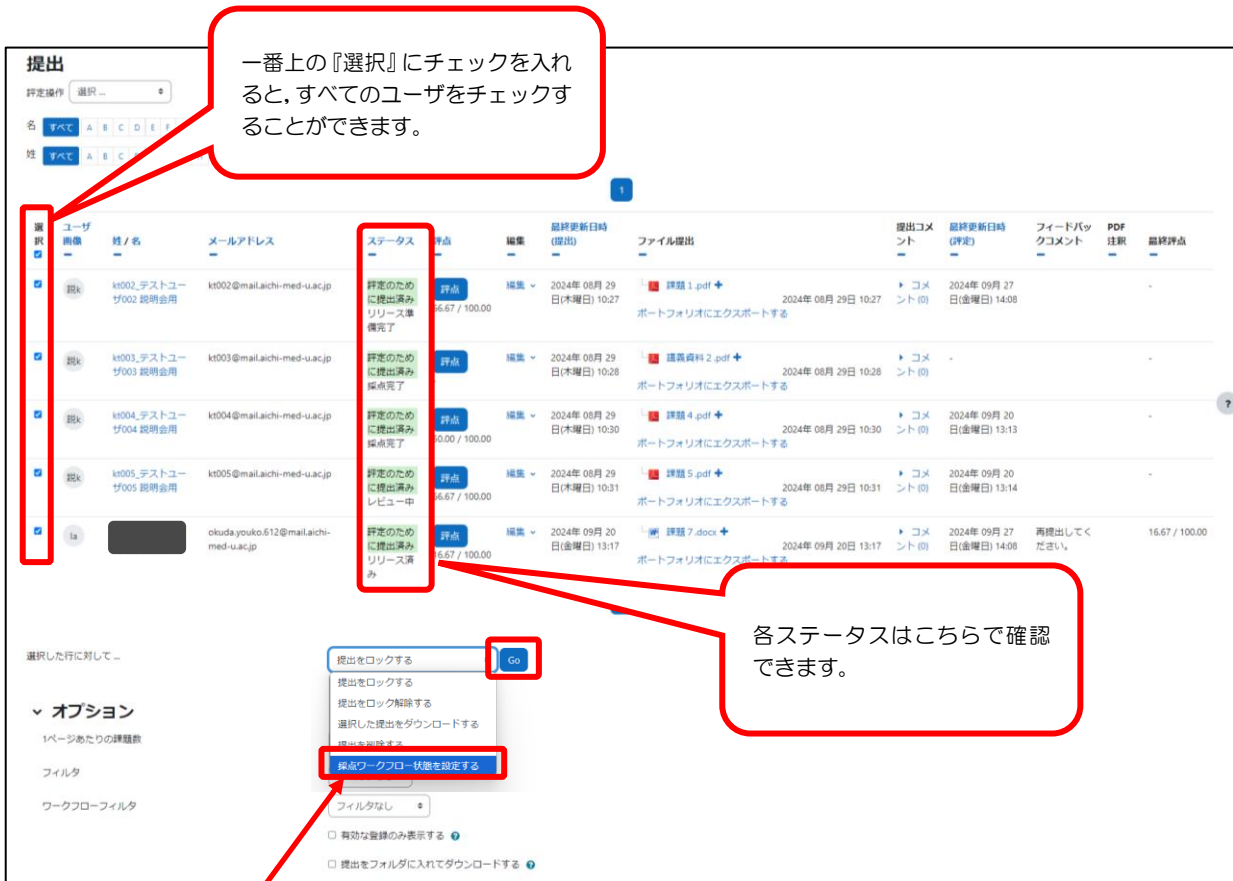 一番上の『選択』にチェックを入れ
ると，すべてのユーザをチェックす
ることができます。
提出
評定操作 選択 ...
名 すべて A B C D E F
姓 すべて A B C
1
選択 ユーザ画像 姓 / 名 メールアドレス ステータス 評点 編集 最終更新日時(提出) ファイル提出 提出コメント 最終更新日時(評定) フィードバックコメント PDF注釈 最終評点
説k kt002_テストユー kt002@mail.aichi-med-u.ac.jp 評定のため 評点 編集 2024年 08月 29 課題 1.pdf コメ 2024年 09月 27
ザ002 説明会用 に提出済み 66.67 / 100.00 日(木曜日) 10:27 2024年 08月 29日 10:27 ント (0) 日(金曜日) 14:08
リリース準 ポートフォリオにエクスポートする
備完了
説k kt003_テストユー kt003@mail.aichi-med-u.ac.jp 評定のため 評点 編集 2024年 08月 29 講義資料 2 .pdf コメ - -
ザ003 説明会用 に提出済み 日(木曜日) 10:28 2024年 08月 29日 10:28 ント (0)
採点完了 ポートフォリオにエクスポートする
説k kt004_テストユー kt004@mail.aichi-med-u.ac.jp 評定のため 評点 編集 2024年 08月 29 課題 4.pdf コメ 2024年 09月 20 -
ザ004 説明会用 に提出済み 50.00 / 100.00 日(木曜日) 10:30 2024年 08月 29日 10:30 ント (0) 日(金曜日) 13:13
採点完了 ポートフォリオにエクスポートする
説k kt005_テストユー kt005@mail.aichi-med-u.ac.jp 評定のため 評点 編集 2024年 08月 29 課題 5.pdf コメ 2024年 09月 20 -
ザ005 説明会用 に提出済み 66.67 / 100.00 日(木曜日) 10:31 2024年 08月 29日 10:31 ント (0) 日(金曜日) 13:14
レビュー中 ポートフォリオにエクスポートする
la okuda.youko.612@mail.aichi- 評定のため 評点 編集 2024年 09月 20 課題 7.docx コメ 2024年 09月 27 再提出してく 16.67 / 100.00
med-u.ac.jp に提出済み 16.67 / 100.00 日(金曜日) 13:17 2024年 09月 20日 13:17 ント (0) 日(金曜日) 14:08 ださい。
リリース済 ポートフォリオにエクスポートする
み
?
各ステータスはこちらで確認
できます。
選択した行に対して ... 提出をロックする Go
提出をロックする
提出をロック解除する
選択した提出をダウンロードする
提出を削除する
採点ワークフロー状態を設定する
オプション
1ページあたりの課題数
フィルタ
ワークフローフィルタ フィルタなし
有効な登録のみ表示する
提出をフォルダに入れてダウンロードする